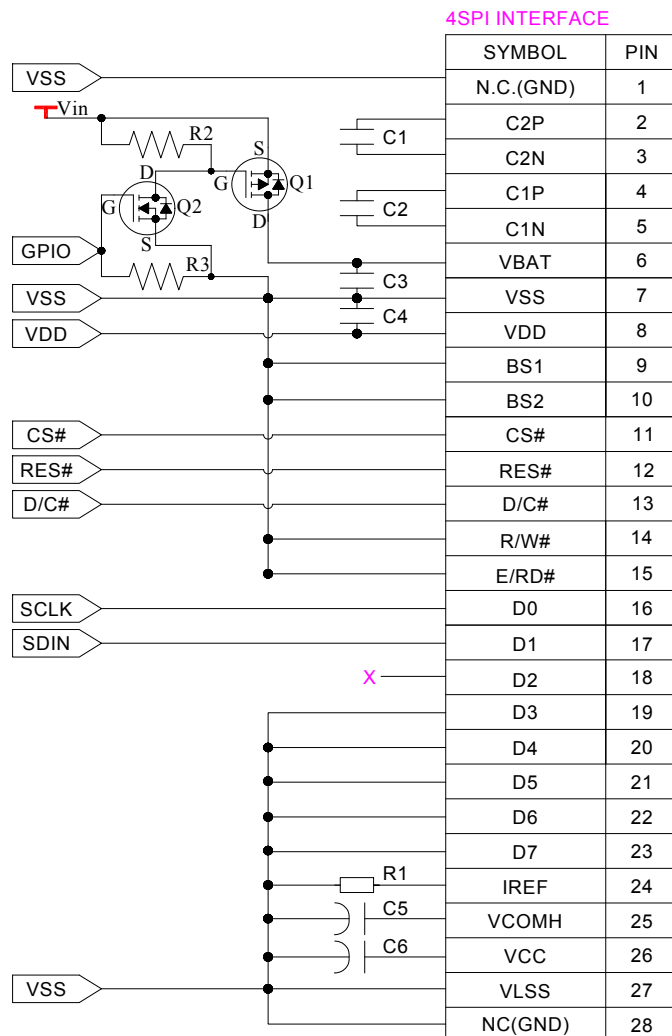 4SPI INTERFACE
SYMBOL PIN
VSS N.C.(GND) 1
Vin
R2 C1 C2P 2
S
C2N 3
D G Q1
G Q2 C2 C1P 4
D
S C1N 5
GPIO R3 VBAT 6
C3
VSS VSS 7
C4
VDD VDD 8
BS1 9
BS2 10
CS# CS# 11
RES# RES# 12
D/C# D/C# 13
R/W# 14
E/RD# 15
SCLK D0 16
SDIN D1 17
X D2 18
D3 19
D4 20
D5 21
D6 22
D7 23
R1 IREF 24
C5 VCOMH 25
C6 VCC 26
VSS VLSS 27
NC(GND) 28